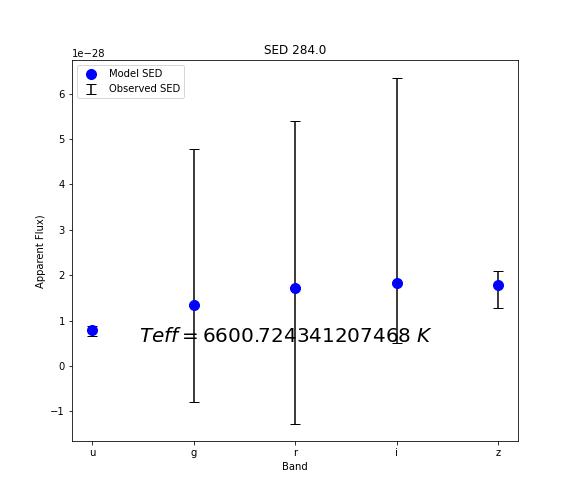 SED 284.0
1e−28
Model SED
Observed SED
6
5
4
3
2
1
0
−1
Apparent Flux)
Teff = 6600.724341207468 K
u g r i z
Band